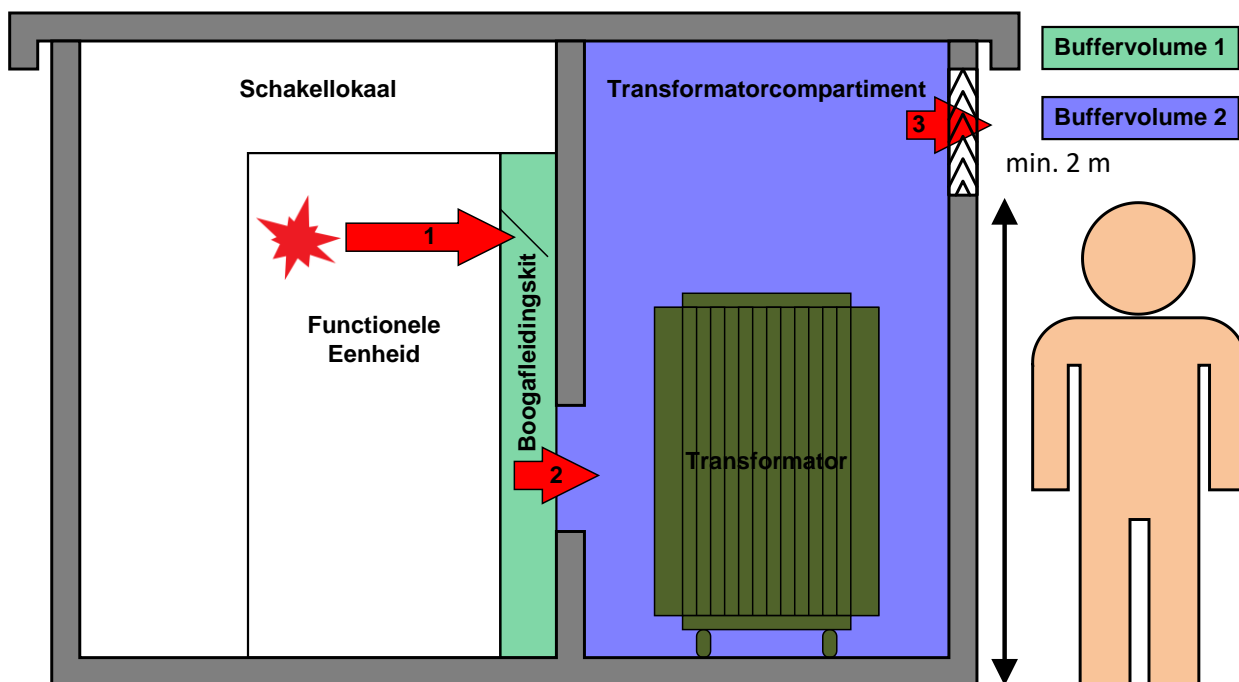 Buffervolume 1
Schakellokaal
Transformatorcompartiment
3
Buffervolume 2
min. 2 m
1
Boogafleidingskit
Functionele
Eenheid
2
Transformator